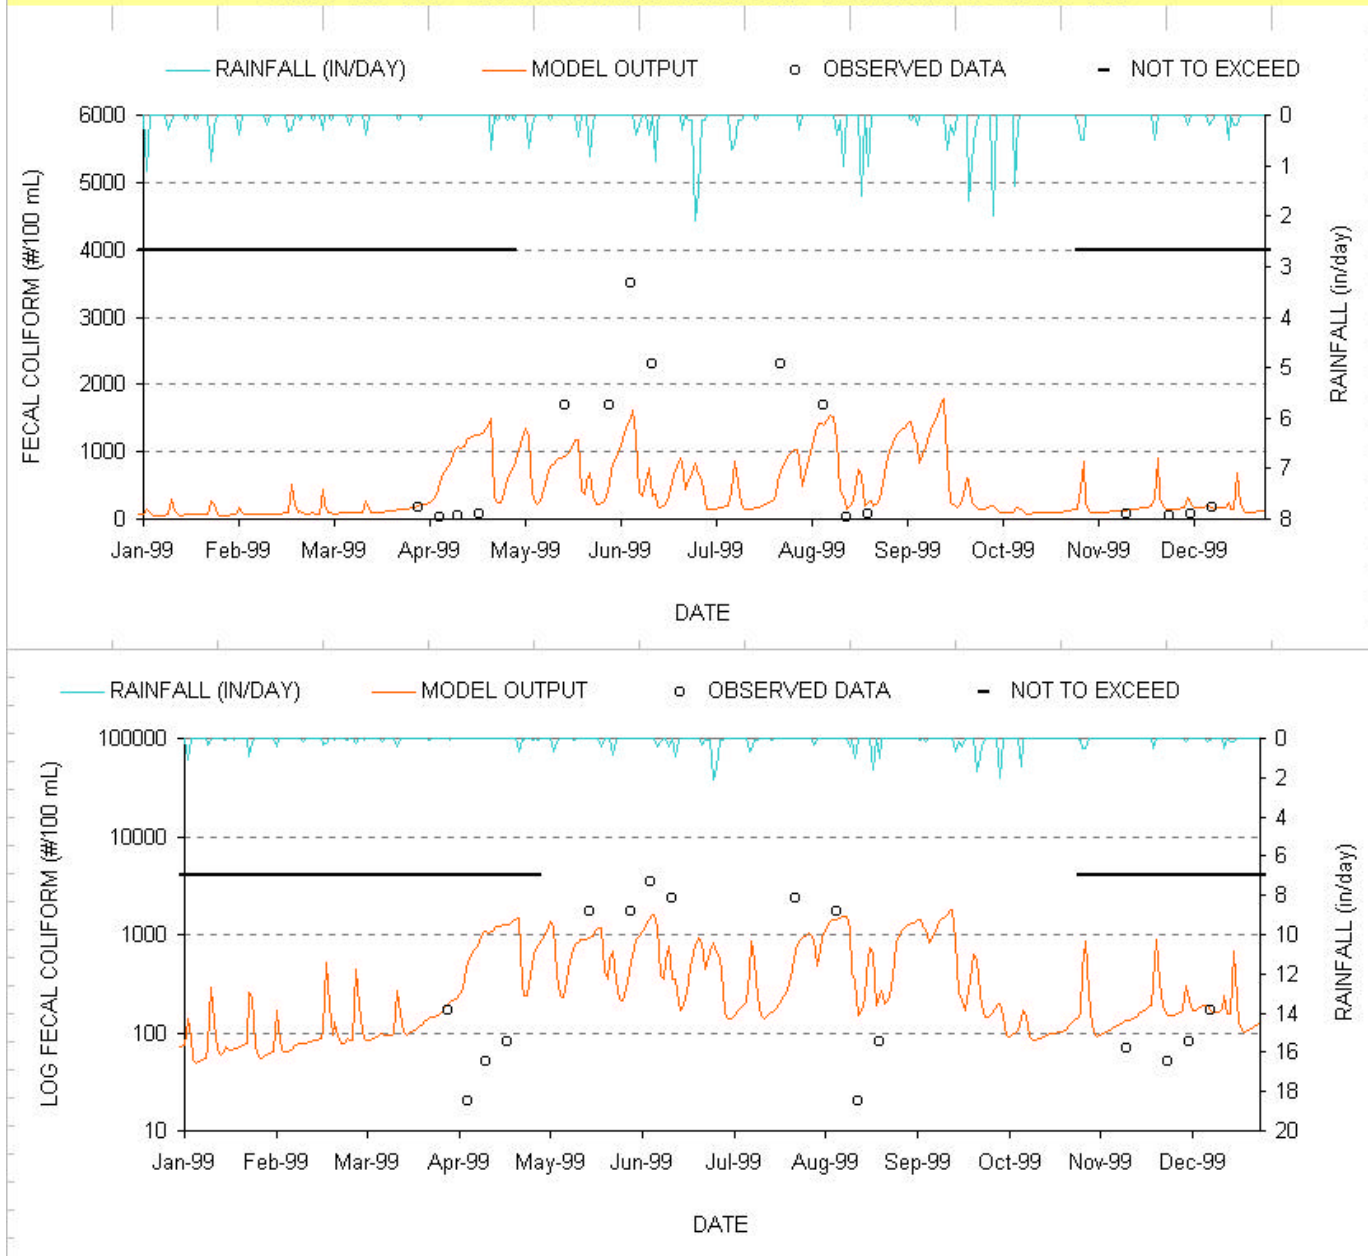 RAINFALL (IN/DAY) MODEL OUTPUT OBSERVED DATA NOT TO EXCEED
6000 0
1
5000
2
4000
3
3000 4
5
2000
6
1000
7
0 8
Jan-99 Feb-99 Mar-99 Apr-99 May-99 Jun-99 Jul-99 Aug-99 Sep-99 Oct-99 Nov-99 Dec-99
FECAL COLIFORM (#/100 mL)
RAINFALL (in/day)
DATE
RAINFALL (IN/DAY) MODEL OUTPUT OBSERVED DATA NOT TO EXCEED
100000 0
2
4
10000
6
8
1000 10
12
100 14
16
18
10 20
Jan-99 Feb-99 Mar-99 Apr-99 May-99 Jun-99 Jul-99 Aug-99 Sep-99 Oct-99 Nov-99 Dec-99
LOG FECAL COLIFORM (#/100 mL)
RAINFALL (in/day)
DATE